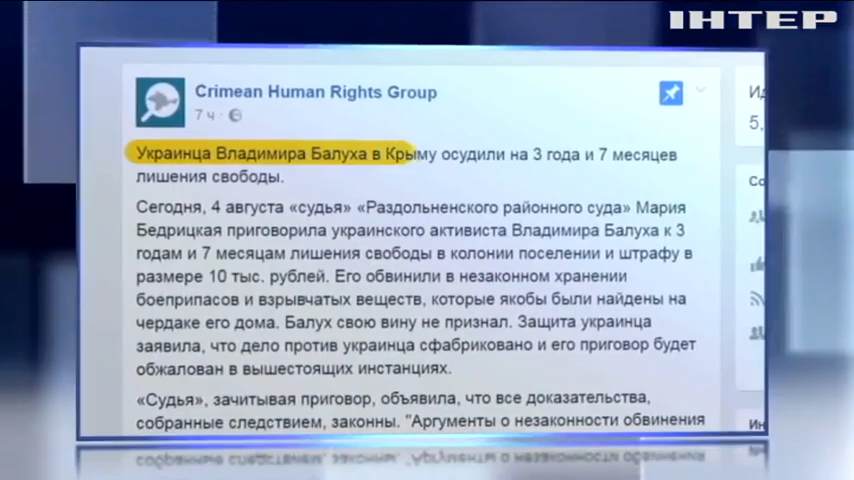 ІНТЕР
Crimean Human Rights Group
7 ч ·
Украинца Владимира Балуха в Крыму осудили на 3 года и 7 месяцев
лишения свободы.
Сегодня, 4 августа «судья» «Раздольненского районного суда» Мария
Бедрицкая приговорила украинского активиста Владимира Балуха к 3
годам и 7 месяцам лишения свободы в колонии поселении и штрафу в
размере 10 тыс. рублей. Его обвинили в незаконном хранении
боеприпасов и взрывчатых веществ, которые якобы были найдены на
чердаке его дома. Балух свою вину не признал. Защита украинца
заявила, что дело против украинца сфабриковано и его приговор будет
обжалован в вышестоящих инстанциях.
«Судья», зачитывая приговор, объявила, что все доказательства,
собранные следствием, законны. "Аргументы о незаконности обвинения